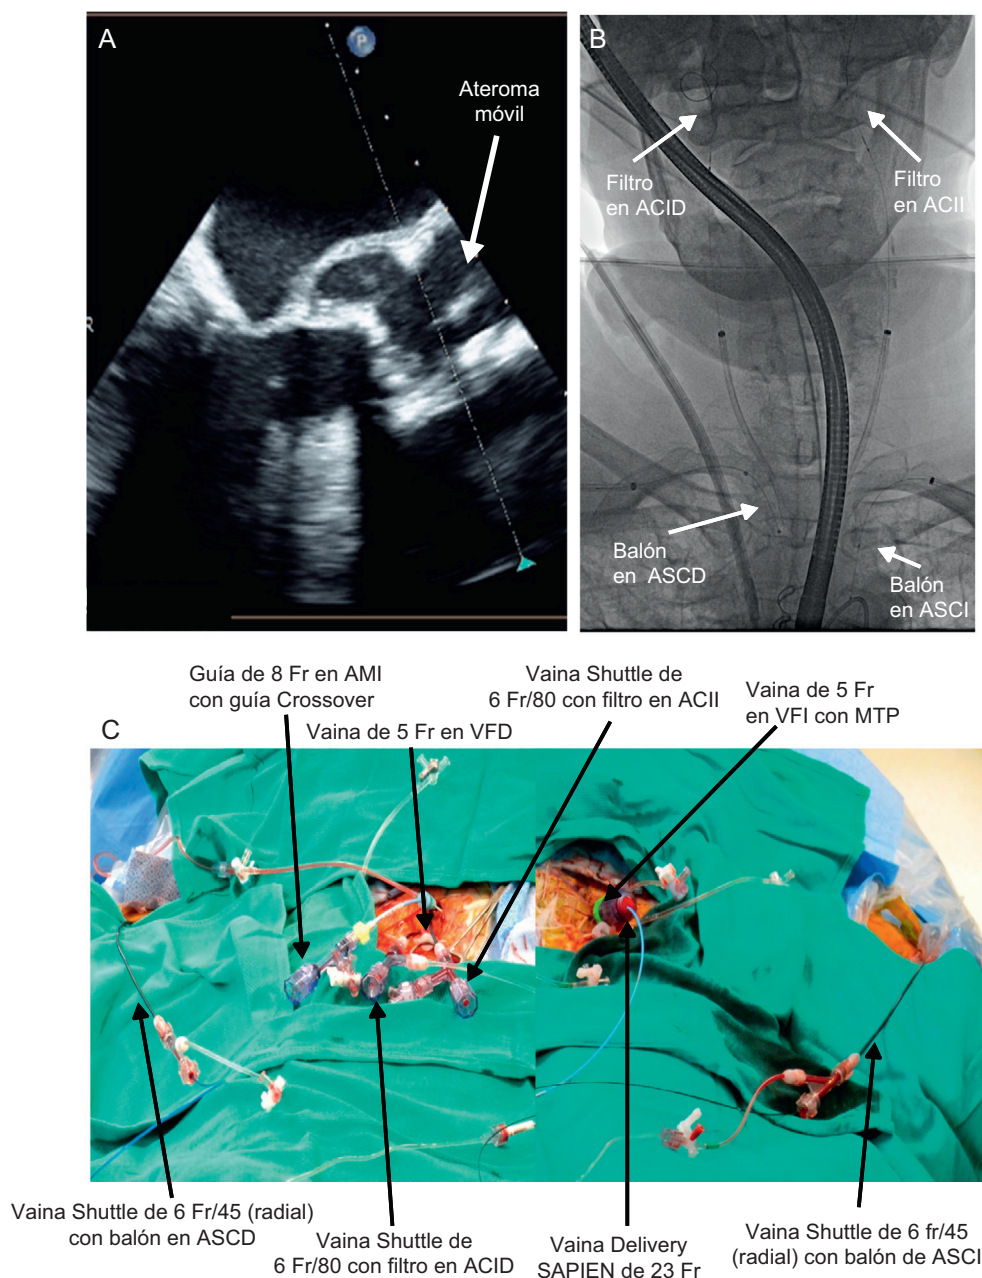 A
P
Ateroma
móvil
R
B
Filtro
en ACID
Filtro
en ACII
Balón
en ASCD
Balón
en ASCI
Guía de 8 Fr en AMI
con guía Crossover
Vaina de 5 Fr en VFD
Vaina Shuttle de
6 Fr/80 con filtro en ACII
Vaina de 5 Fr
en VFI con MTP
C
Vaina Shuttle de 6 Fr/45 (radial)
con balón en ASCD
Vaina Shuttle de
6 Fr/80 con filtro en ACID
Vaina Delivery
SAPIEN de 23 Fr
Vaina Shuttle de 6 fr/45
(radial) con balón de ASCI